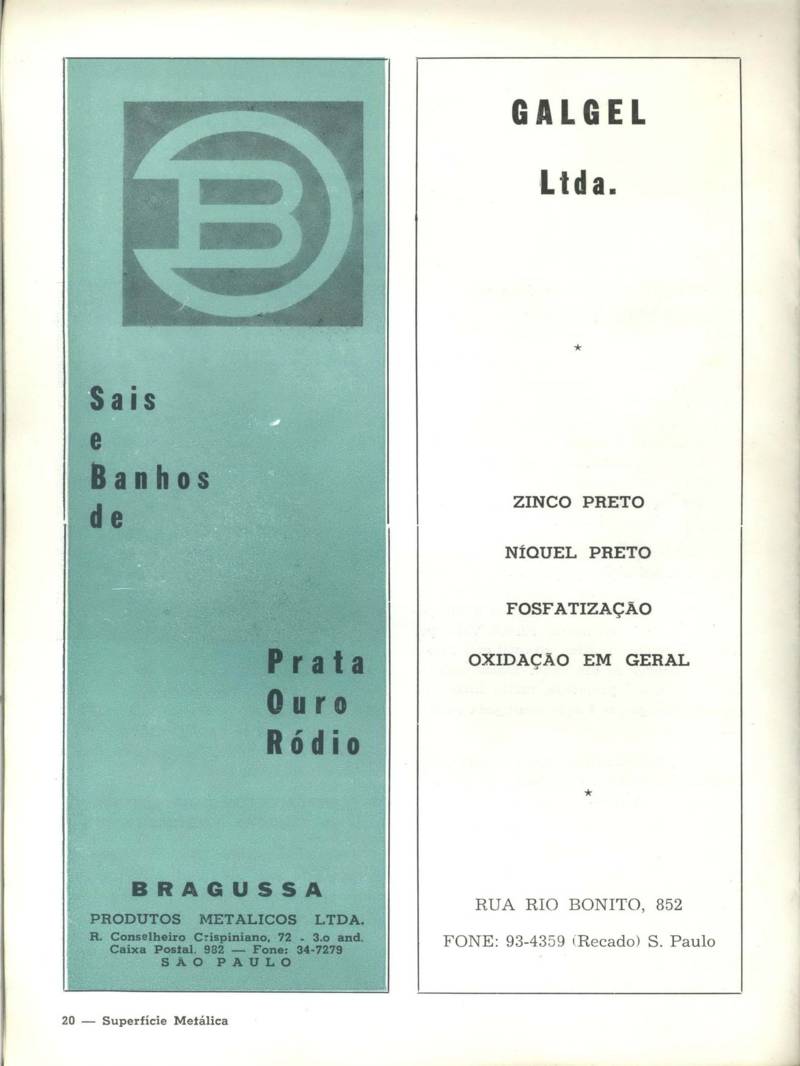 B
Sais
e
Banhos
de
Prata
Ouro
Ródio
BRAGUSSA
PRODUTOS METALICOS LTDA.
R. Conselheiro Crispiniano, 72 - 3.o and.
Caixa Postal. 982 — Fone: 34-7279
SÃO PAULO
GALGEL
Ltda.
*
ZINCO PRETO
NÍQUEL PRETO
FOSFATIZAÇÃO
OXIDAÇÃO EM GERAL
*
RUA RIO BONITO, 852
FONE: 93-4359 (Recado) S. Paulo
20 — Superfície Metálica